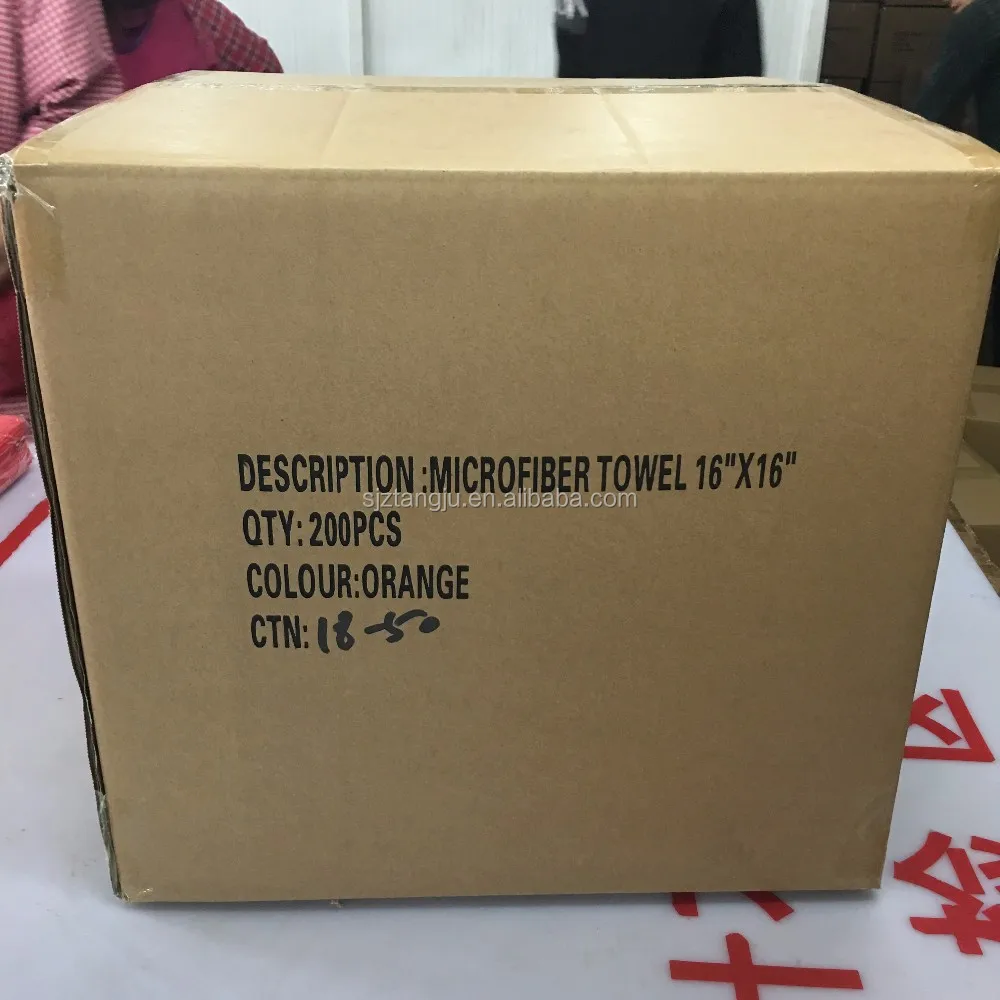 DESCRIPTION :MICROFIBER TOWEL 16"X16"
sjztangju.en.alibaba.com
QTY: 200PCS
COLOUR:ORANGE
CTN: 18-50